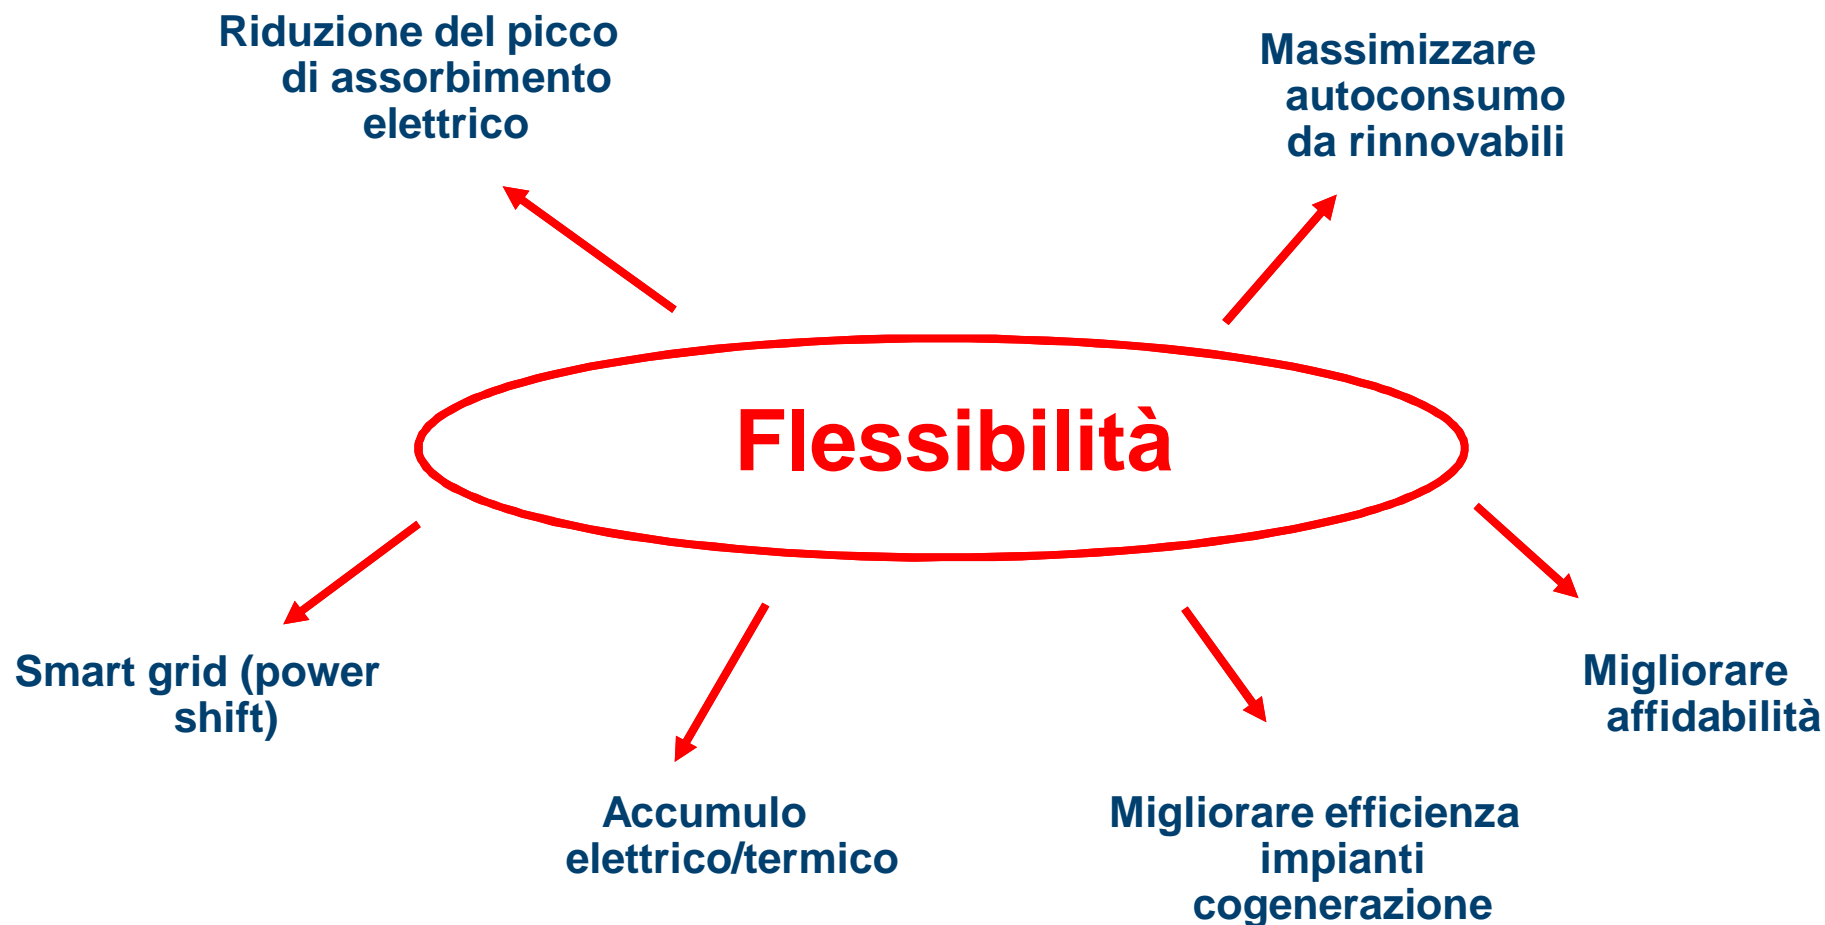 Riduzione del picco
di assorbimento
elettrico
Massimizzare
autoconsumo
da rinnovabili
Flessibilità
Smart grid (power
shift)
Accumulo
elettrico/termico
Migliorare efficienza
impianti
cogenerazione
Migliorare
affidabilità